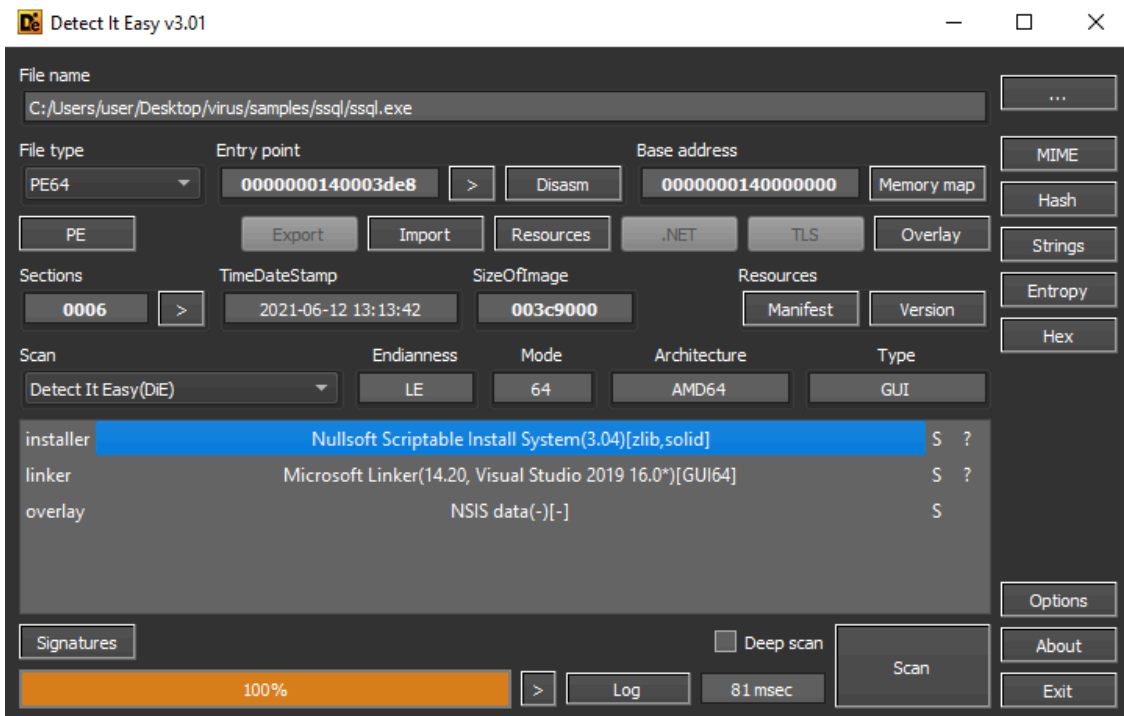 Detect It Easy v3.01
File name
C:/Users/user/Desktop/virus/samples/ssql/ssql.exe
...
File type Entry point Base address
MIME
PE64 0000000140003de8 > Disasm 0000000140000000 Memory map
Hash
PE Export Import Resources .NET TLS Overlay
Strings
Sections TimeDateStamp SizeOfImage Resources
Entropy
0006 > 2021-06-12 13:13:42 003c9000 Manifest Version
Hex
Scan Endianness Mode Architecture Type
Detect It Easy(DiE) LE 64 AMD64 GUI
installer Nullsoft Scriptable Install System(3.04)[zlib,solid] S ?
linker Microsoft Linker(14.20, Visual Studio 2019 16.0*)[GUI64] S ?
overlay NSIS data(-)[-] S
Options
Signatures Deep scan Scan
About
100% > Log 81 msec
Exit